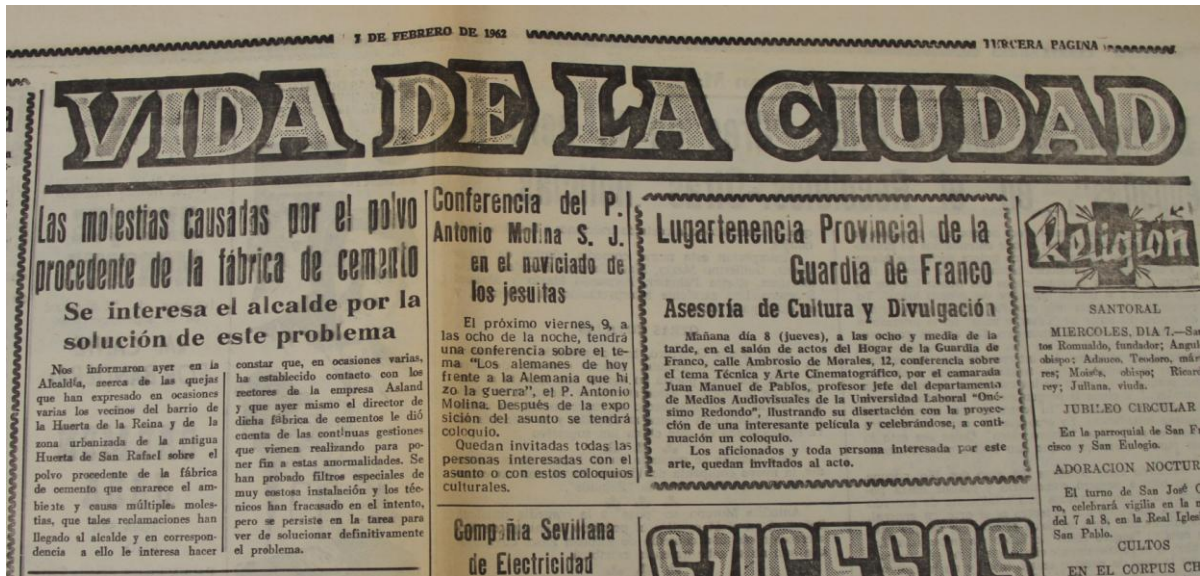 7 DE FEBRERO DE 1962
TERCERA PAGINA
VIDA DE LA CIUDAD
Las molestias causadas por el polvo
procedente de la fábrica de cemento
Se interesa el alcalde por la
solución de este problema
Nos informaron ayer en la
Alcaldía, acerca de las quejas
que han expresado en ocasiones
varias los vecinos del barrio de
la Huerta de la Reina y de la
zona urbanizada de la antigua
Huerta de San Rafael sobre el
polvo procedente de la fábrica
de cemento que enrarece el am-
biente y causa múltiples moles-
tias, que tales reclamaciones han
llegado al alcalde y en correspon-
dencia a ello le interesa hacer
constar que, en ocasiones varias,
ha establecido contacto con los
rectores de la empresa Asland
y que ayer mismo el director de
dicha fábrica de cementos le dió
cuenta de las continuas gestiones
que vienen realizando para po-
ner fin a estas anormalidades. Se
han probado filtros especiales de
muy costosa instalación y los téc-
nicos han fracasado en el intento,
pero se persiste en la tarea para
ver de solucionar definitivamente
el problema.
Conferencia del P.
Antonio Molina S. J.
en el noviciado de
los jesuitas
El próximo viernes, 9, a
las ocho de la noche, tendrá
una conferencia sobre el te-
ma "Los alemanes de hoy
frente a la Alemania que hi
zo la guerra", el P. Antonio
Molina. Después de la expo
sición del asunto se tendrá
coloquio.
Quedan invitadas todas las
personas interesadas con el
asunto o con estos coloquios
culturales.
Compañia Sevillana
de Electricidad
Lugartenencia Provincial de la
Guardia de Franco
Asesoría de Cultura y Divulgación
Mañana día 8 (jueves), a las ocho y media de la
tarde, en el salón de actos del Hogar de la Guardia de
Franco, calle Ambrosio de Morales, 12, conferencia sobre
el tema Técnica y Arte Cinematográfico, por el camarada
Juan Manuel de Pablos, profesor jefe del departamento
de Medios Audiovisuales de la Universidad Laboral "Oné-
simo Redondo", ilustrando su disertación con la proyec-
ción de una interesante película y celebrándose, a conti-
nuación un coloquio.
Los aficionados y toda persona interesada por este
arte, quedan invitados al acto.
SUCESOS
Religión
SANTORAL
MIERCOLES, DIA 7.—San
tos Romualdo, fundador; Angul
obispo; Adauco, Teodoro, már
res; Moisés, obispo; Ricard
rey; Juliana, viuda.
JUBILEO CIRCULAR
En la parroquial de San F
cisco y San Eulogio.
ADORACION NOCTUR
El turno de San José
ro, celebrará vigilia en la
del 7 al 8, en la Real Igles
San Pablo.
CULTOS
EN EL CORPUS CH